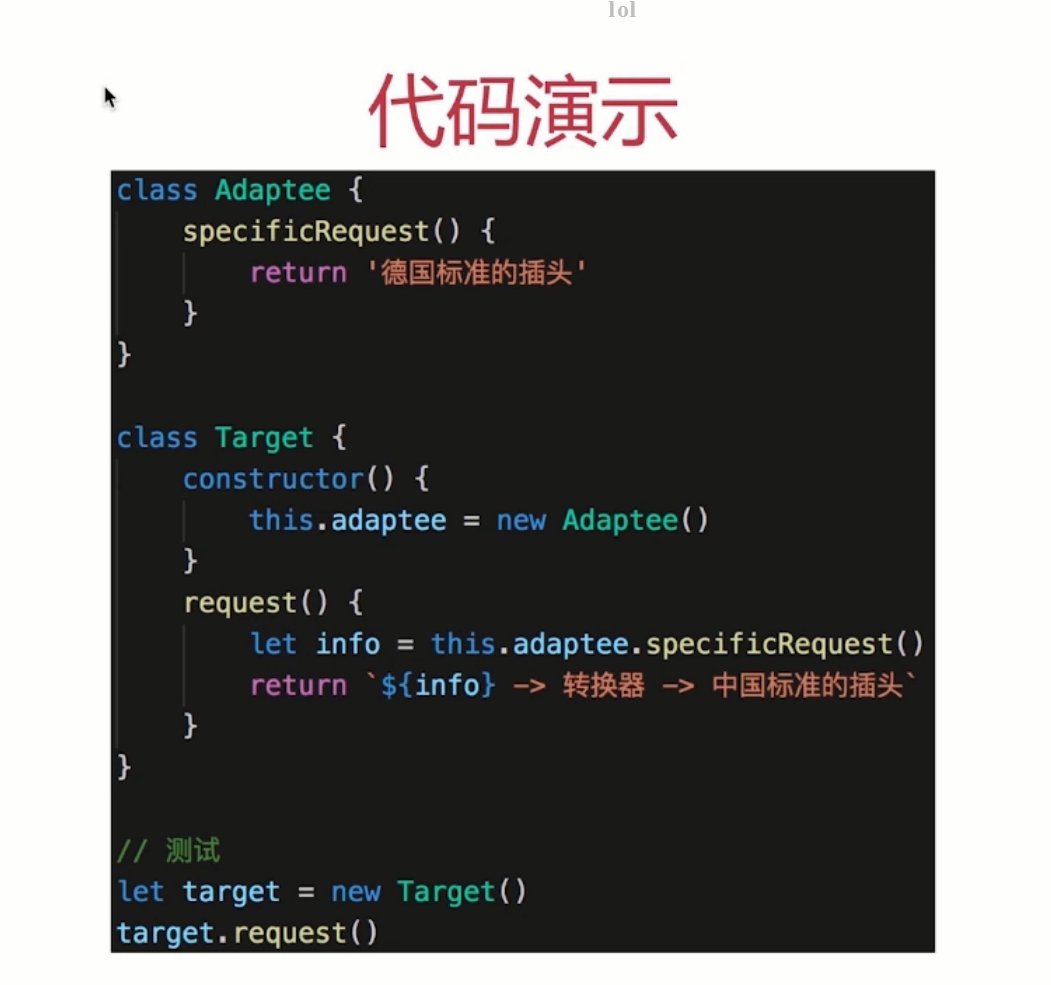 lol
代码演示
class Adaptee {
    specificRequest() {
        return '德国标准的插头'
    }
}
class Target {
    constructor() {
        this.adaptee = new Adaptee()
    }
    request() {
        let info = this.adaptee.specificRequest()
        return `${info} -> 转换器 -> 中国标准的插头`
    }
}
// 测试
let target = new Target()
target.request()